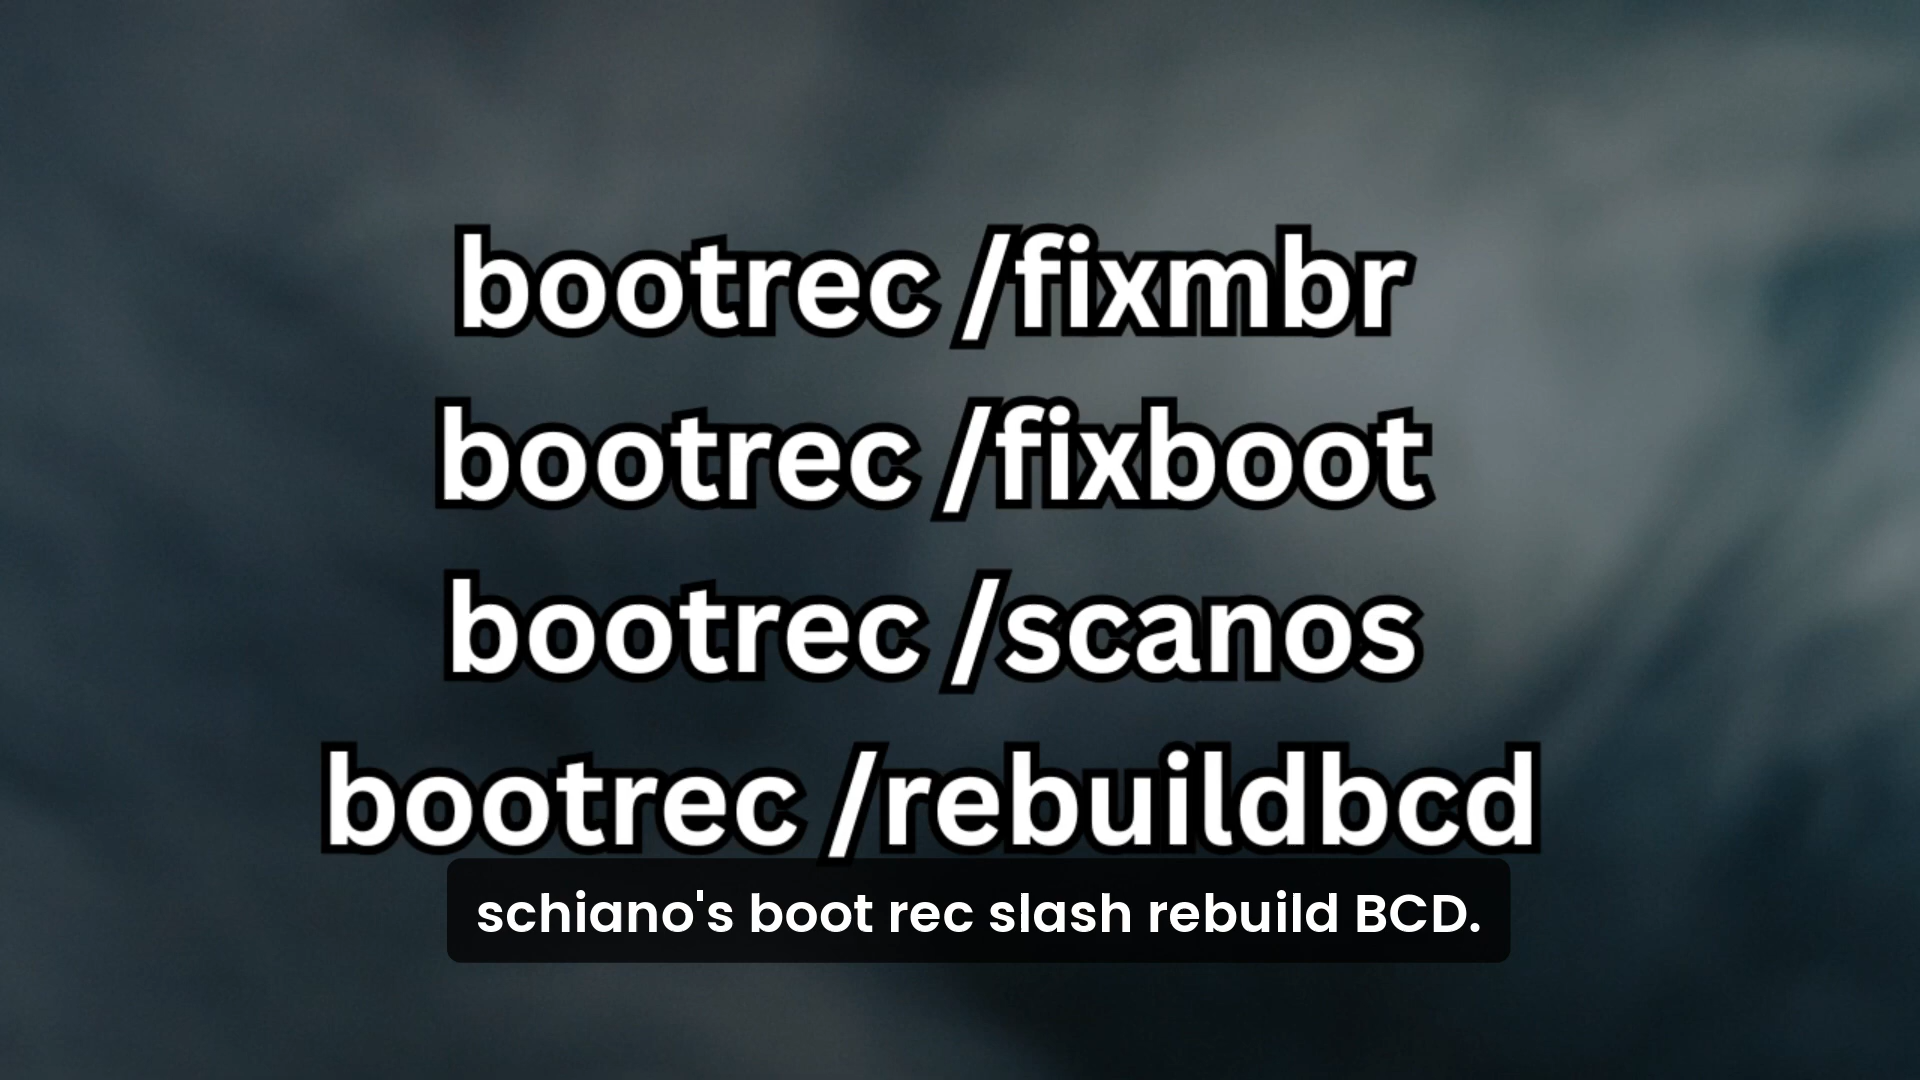 bootrec /fixmbr
bootrec /fixboot
bootrec /scanos
bootrec /rebuildbcd
schiano's boot rec slash rebuild BCD.